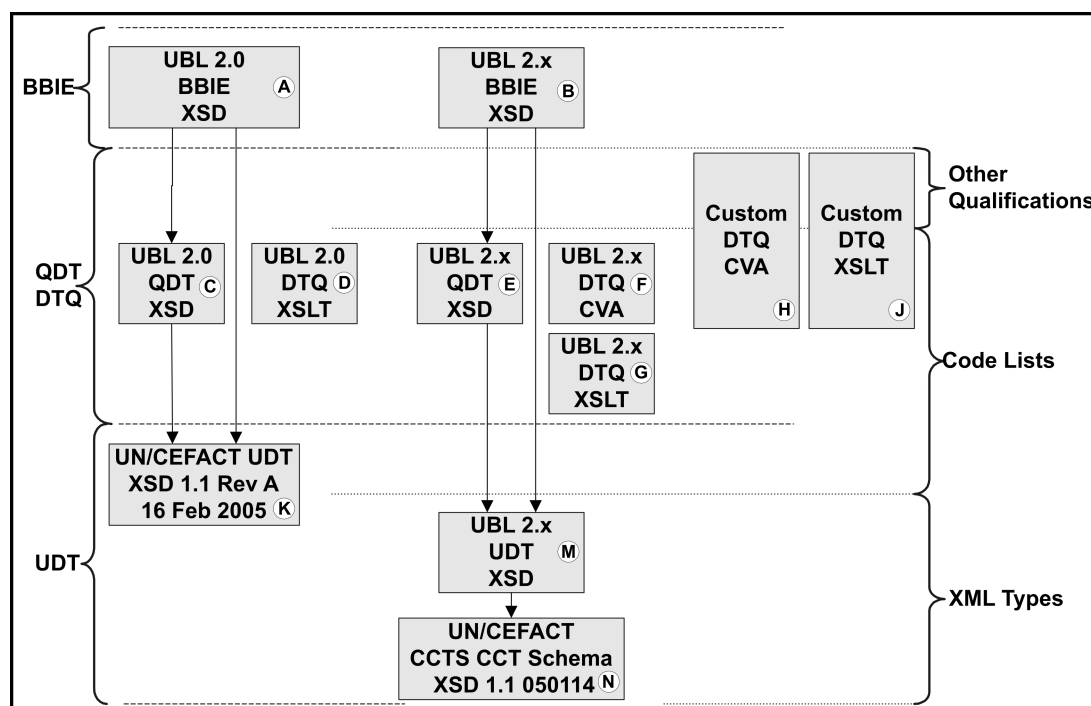 BBIE
UBL 2.0
BBIE A
XSD
UBL 2.x
BBIE B
XSD
QDT
DTQ
UBL 2.0
QDT C
XSD
UBL 2.0
DTQ D
XSLT
UBL 2.x
QDT E
XSD
UBL 2.x
DTQ F
CVA
UBL 2.x
DTQ G
XSLT
Custom
DTQ
CVA
H
Custom
DTQ
XSLT
J
Other
Qualifications
Code Lists
UDT
UN/CEFACT UDT
XSD 1.1 Rev A
16 Feb 2005 K
UBL 2.x
UDT M
XSD
UN/CEFACT
CCTS CCT Schema
XSD 1.1 050114 N
XML Types